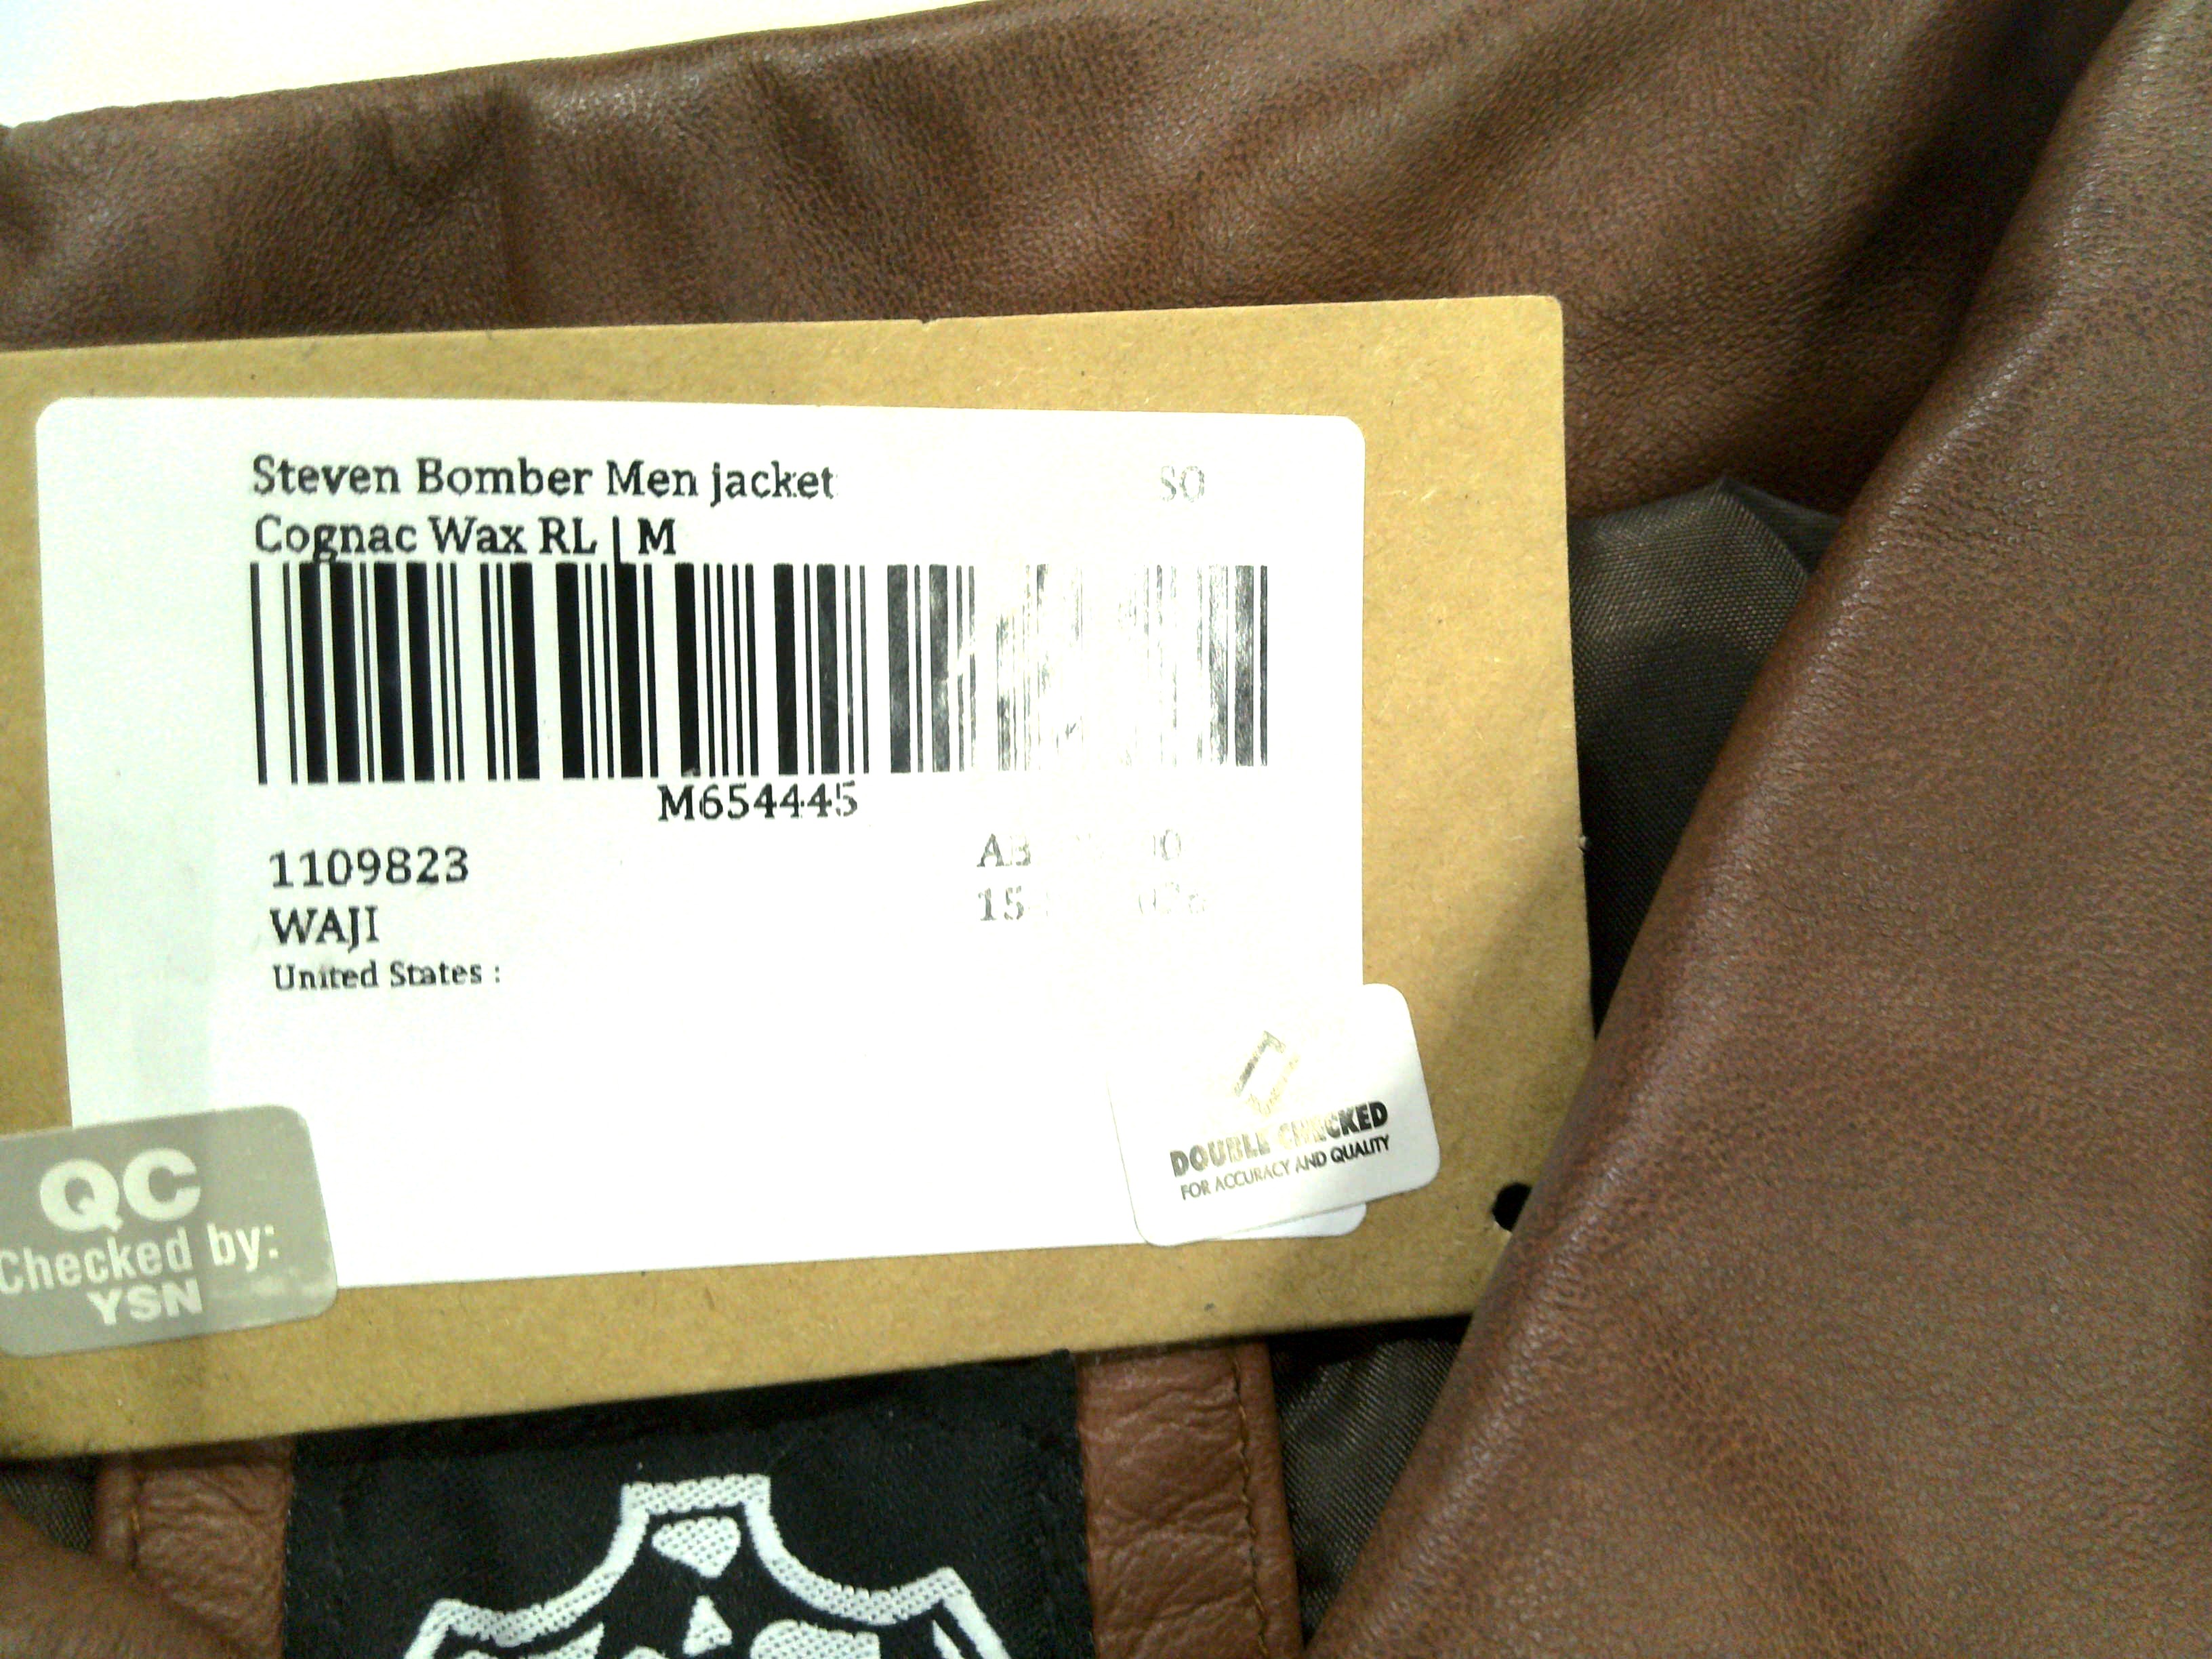 Steven Bomber Men jacket
SO
Cognac Wax RL | M
M654445
1109823
WAJI
United States :
DOUBLE CHECKED
FOR ACCURACY AND QUALITY
QC
Checked by:
YSN